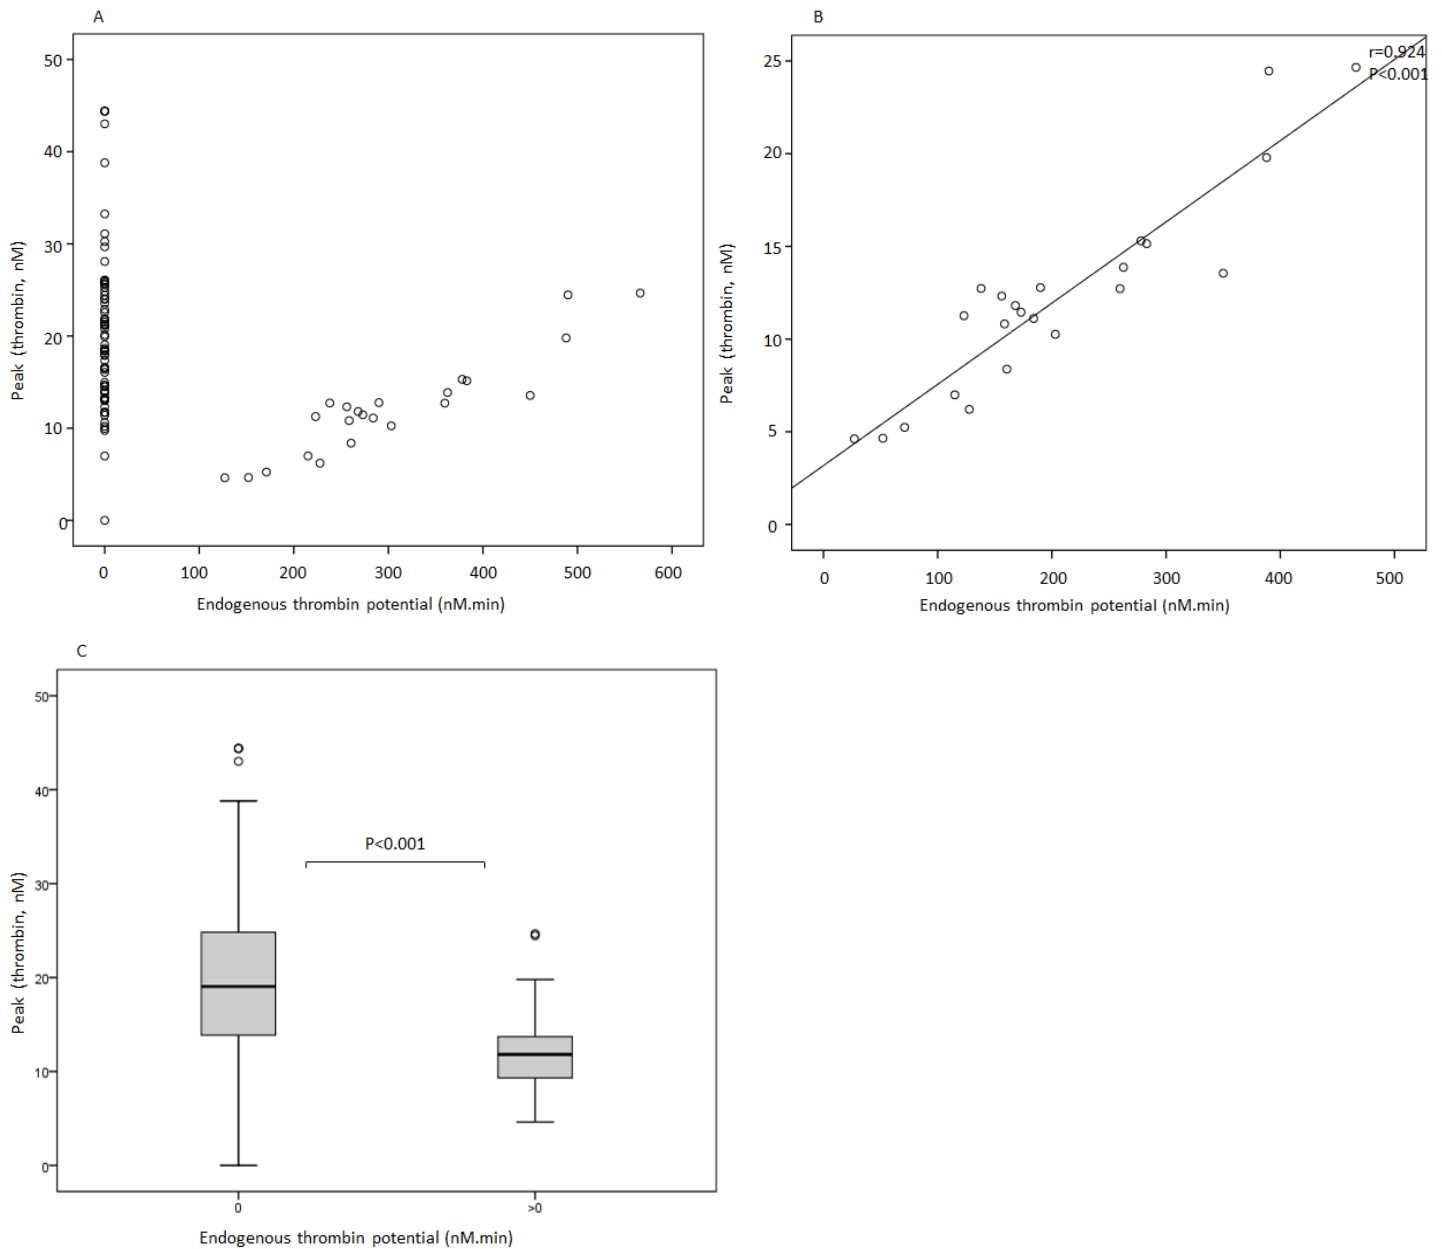 A
50
40
30
20
10
0
Peak (thrombin, nM)
0 100 200 300 400 500 600
Endogenous thrombin potential (nM.min)
B
r=0.924
P<0.001
25
20
15
10
5
0
Peak (thrombin, nM)
0 100 200 300 400 500
Endogenous thrombin potential (nM.min)
C
50
40
30
20
10
0
Peak (thrombin, nM)
P<0.001
0 >0
Endogenous thrombin potential (nM.min)